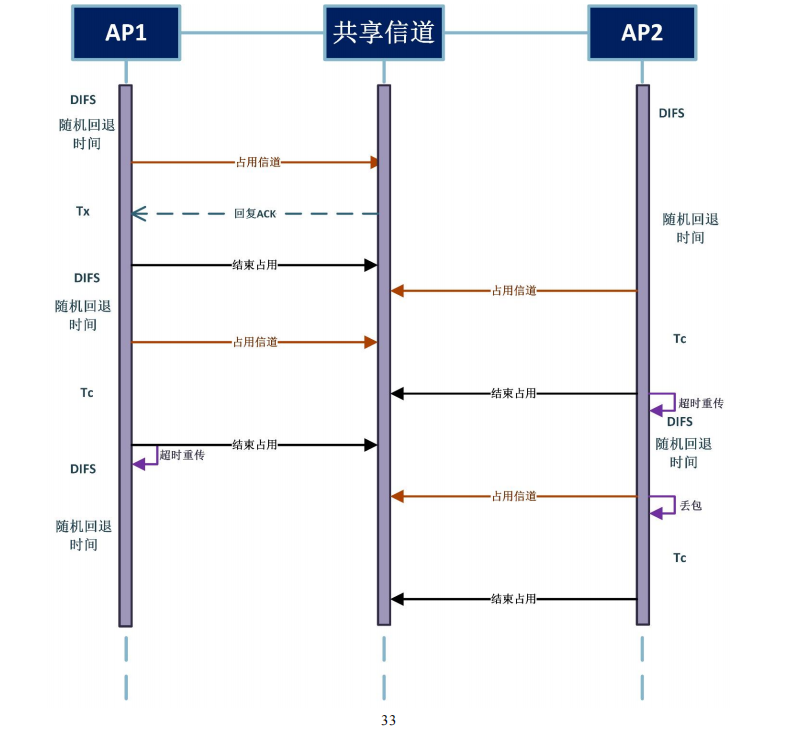 AP1
共享信道
AP2
DIFS
DIFS
随机回退
时间
占用信道
Tx
回复ACK
随机回退
时间
结束占用
DIFS
占用信道
随机回退
时间
占用信道
Tc
Tc
结束占用
超时重传
DIFS
结束占用
随机回退
时间
超时重传
DIFS
占用信道
丢包
随机回退
时间
Tc
结束占用
33